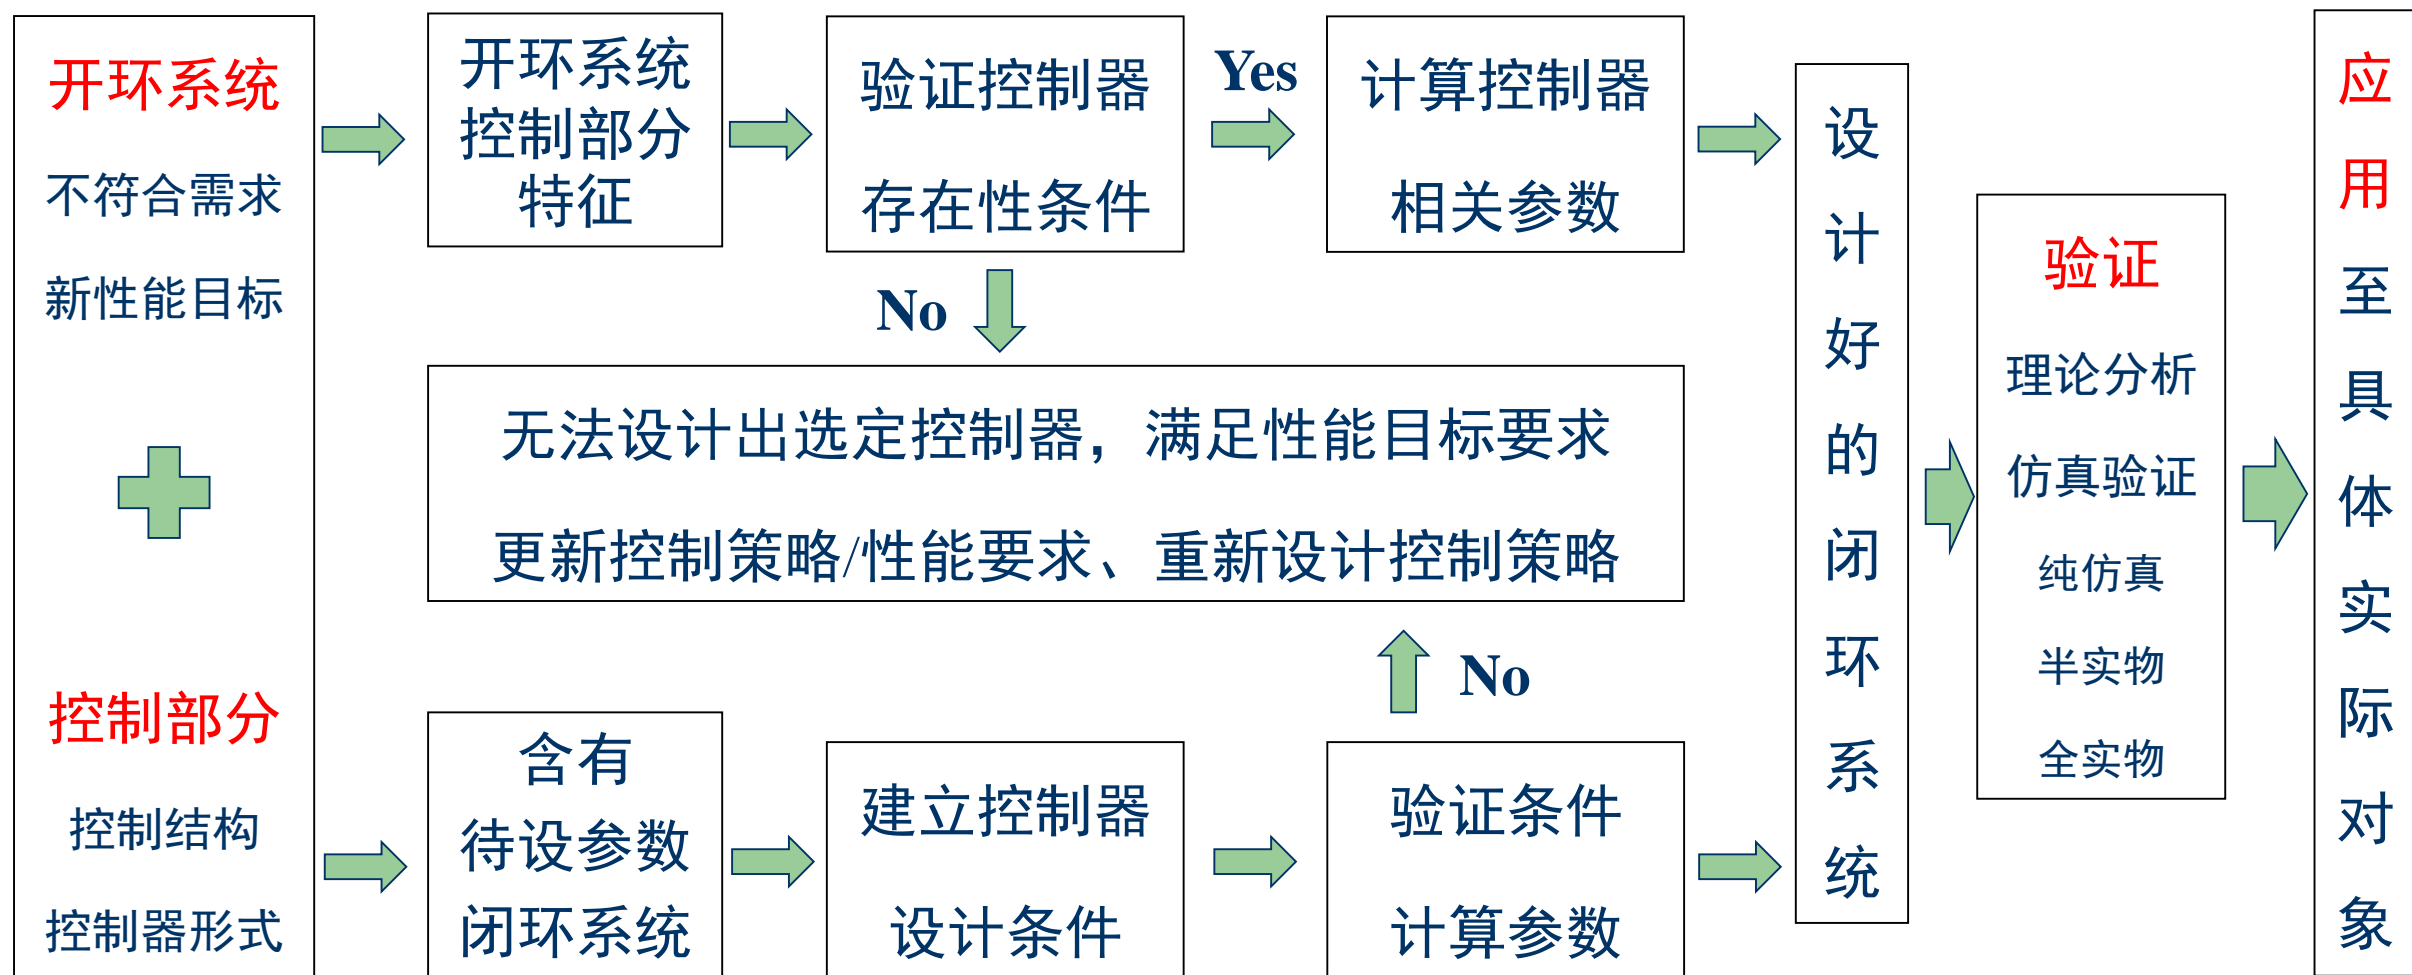 开环系统
不符合需求
新性能目标
控制部分
控制结构
控制器形式
开环系统
控制部分
特征
验证控制器
存在性条件
Yes
计算控制器
相关参数
No
无法设计出选定控制器，满足性能目标要求
更新控制策略/性能要求、重新设计控制策略
No
含有
待设参数
闭环系统
建立控制器
设计条件
验证条件
计算参数
设计好的闭环系统
验证
理论分析
仿真验证
纯仿真
半实物
全实物
应用至具体实际对象